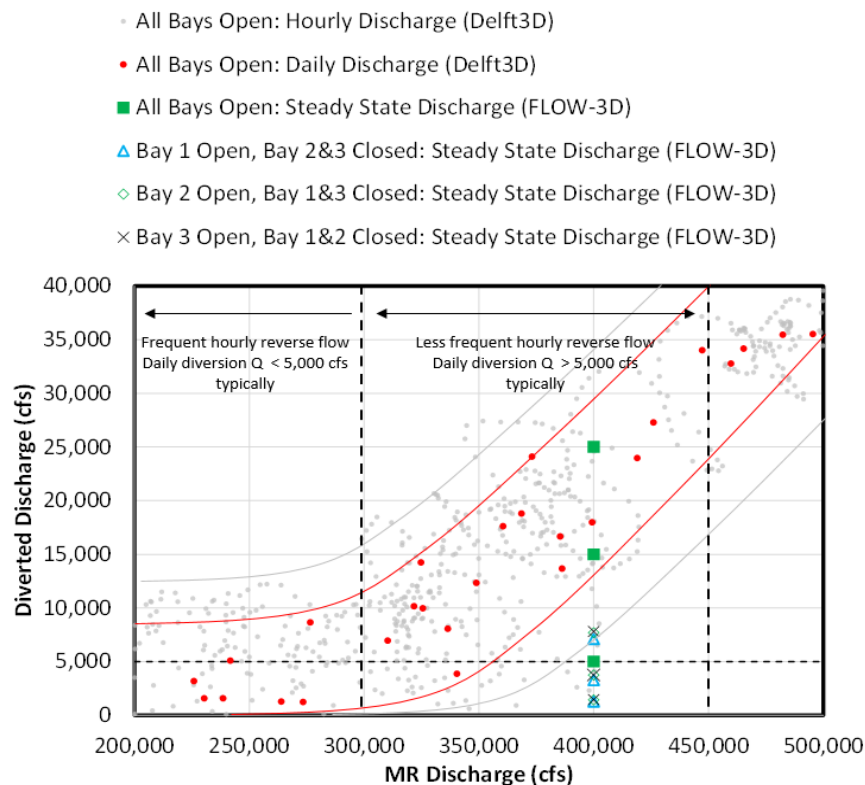 All Bays Open: Hourly Discharge (Delft3D)
All Bays Open: Daily Discharge (Delft3D)
All Bays Open: Steady State Discharge (FLOW-3D)
Bay 1 Open, Bay 2&3 Closed: Steady State Discharge (FLOW-3D)
Bay 2 Open, Bay 1&3 Closed: Steady State Discharge (FLOW-3D)
Bay 3 Open, Bay 1&2 Closed: Steady State Discharge (FLOW-3D)
Diverted Discharge (cfs)
40,000
35,000
30,000
25,000
20,000
15,000
10,000
5,000
0
Frequent hourly reverse flow
Daily diversion Q < 5,000 cfs
typically
Less frequent hourly reverse flow
Daily diversion Q > 5,000 cfs
typically
200,000
250,000
300,000
350,000
400,000
450,000
500,000
MR Discharge (cfs)